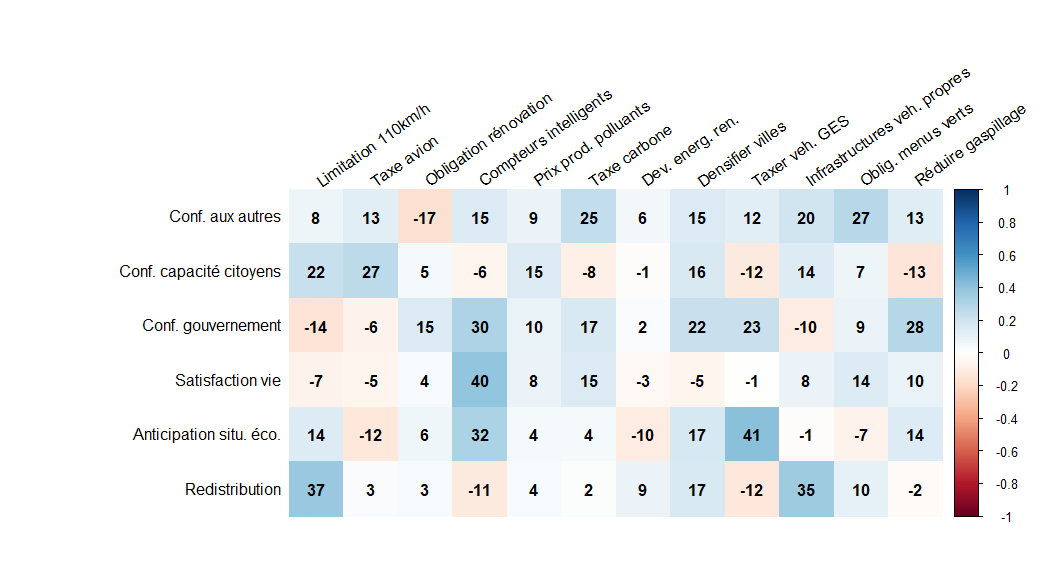 Limitation 110km/h
Taxe avion
Obligation rénovation
Compteurs intelligents
Prix prod. polluants
Taxe carbone
Dev. energ. ren.
Densifier villes
Taxer veh. GES
Infrastructures veh. propres
Oblig. menus verts
Réduire gaspillage
Conf. aux autres 8 13 -17 15 9 25 6 15 12 20 27 13
Conf. capacité citoyens 22 27 5 -6 15 -8 -1 16 -12 14 7 -13
Conf. gouvernement -14 -6 15 30 10 17 2 22 23 -10 9 28
Satisfaction vie -7 -5 4 40 8 15 -3 -5 -1 8 14 10
Anticipation situ. éco. 14 -12 6 32 4 4 -10 17 41 -1 -7 14
Redistribution 37 3 3 -11 4 2 9 17 -12 35 10 -2
1
0.8
0.6
0.4
0.2
0
-0.2
-0.4
-0.6
-0.8
-1